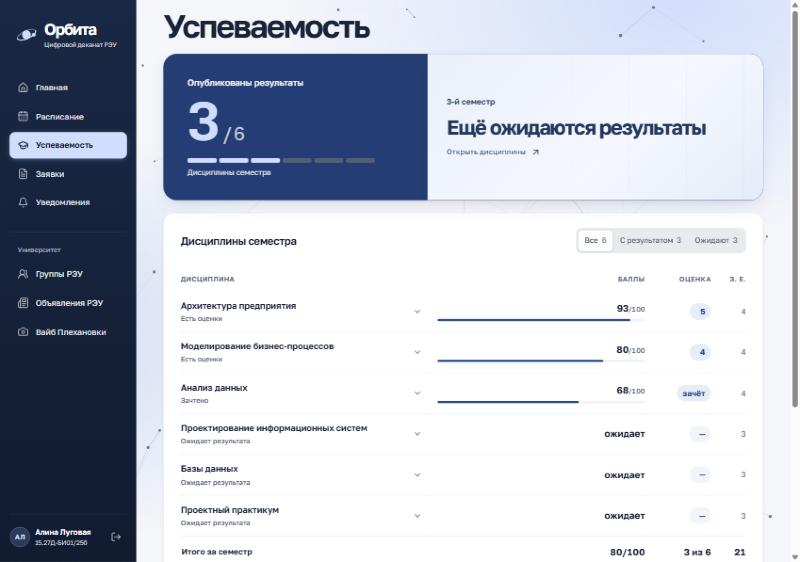 Орбита
Цифровой деканат РЭУ
Главная
Расписание
Успеваемость
Заявки
Уведомления
Университет
Группы РЭУ
Объявления РЭУ
Вайб Плехановки
АЛ
Алина Луговая
15.27Д-БИ01/25б
Успеваемость
Опубликованы результаты
3 / 6
Дисциплины семестра
3-й семестр
Ещё ожидаются результаты
Открыть дисциплины
Дисциплины семестра
Все 6 С результатом 3 Ожидают 3
ДИСЦИПЛИНА БАЛЛЫ ОЦЕНКА З. Е.
Архитектура предприятия 93/100 5 4
Есть оценки
Моделирование бизнес-процессов 80/100 4 4
Есть оценки
Анализ данных 68/100 зачёт 4
Зачтено
Проектирование информационных систем ожидает — 3
Ожидает результата
Базы данных ожидает — 3
Ожидает результата
Проектный практикум ожидает — 3
Ожидает результата
Итого за семестр 80/100 3 из 6 21